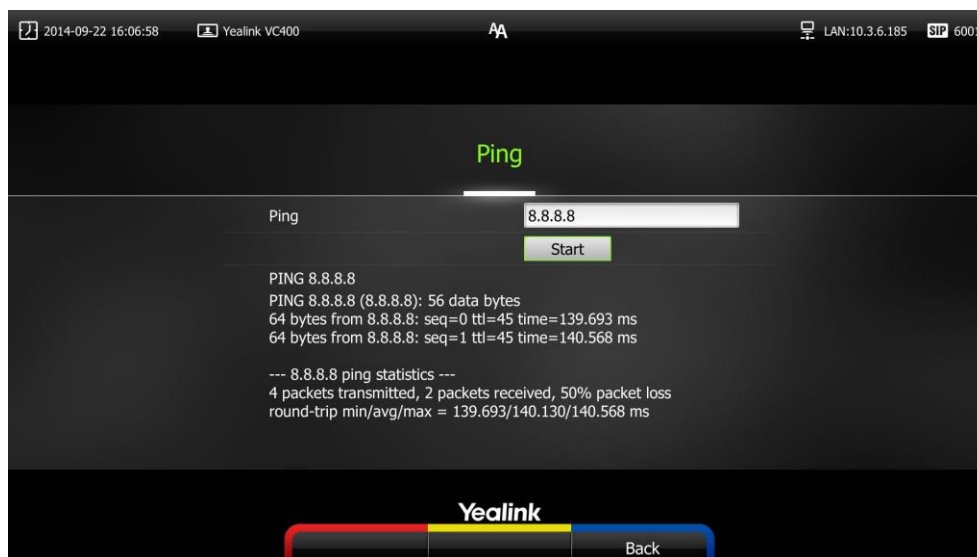 2014-09-22 16:06:58 Yealink VC400 AA LAN:10.3.6.185 SIP 6001
Ping
Ping 8.8.8.8
Start
PING 8.8.8.8
PING 8.8.8.8 (8.8.8.8): 56 data bytes
64 bytes from 8.8.8.8: seq=0 ttl=45 time=139.693 ms
64 bytes from 8.8.8.8: seq=1 ttl=45 time=140.568 ms
--- 8.8.8.8 ping statistics ---
4 packets transmitted, 2 packets received, 50% packet loss
round-trip min/avg/max = 139.693/140.130/140.568 ms
Yealink
Back